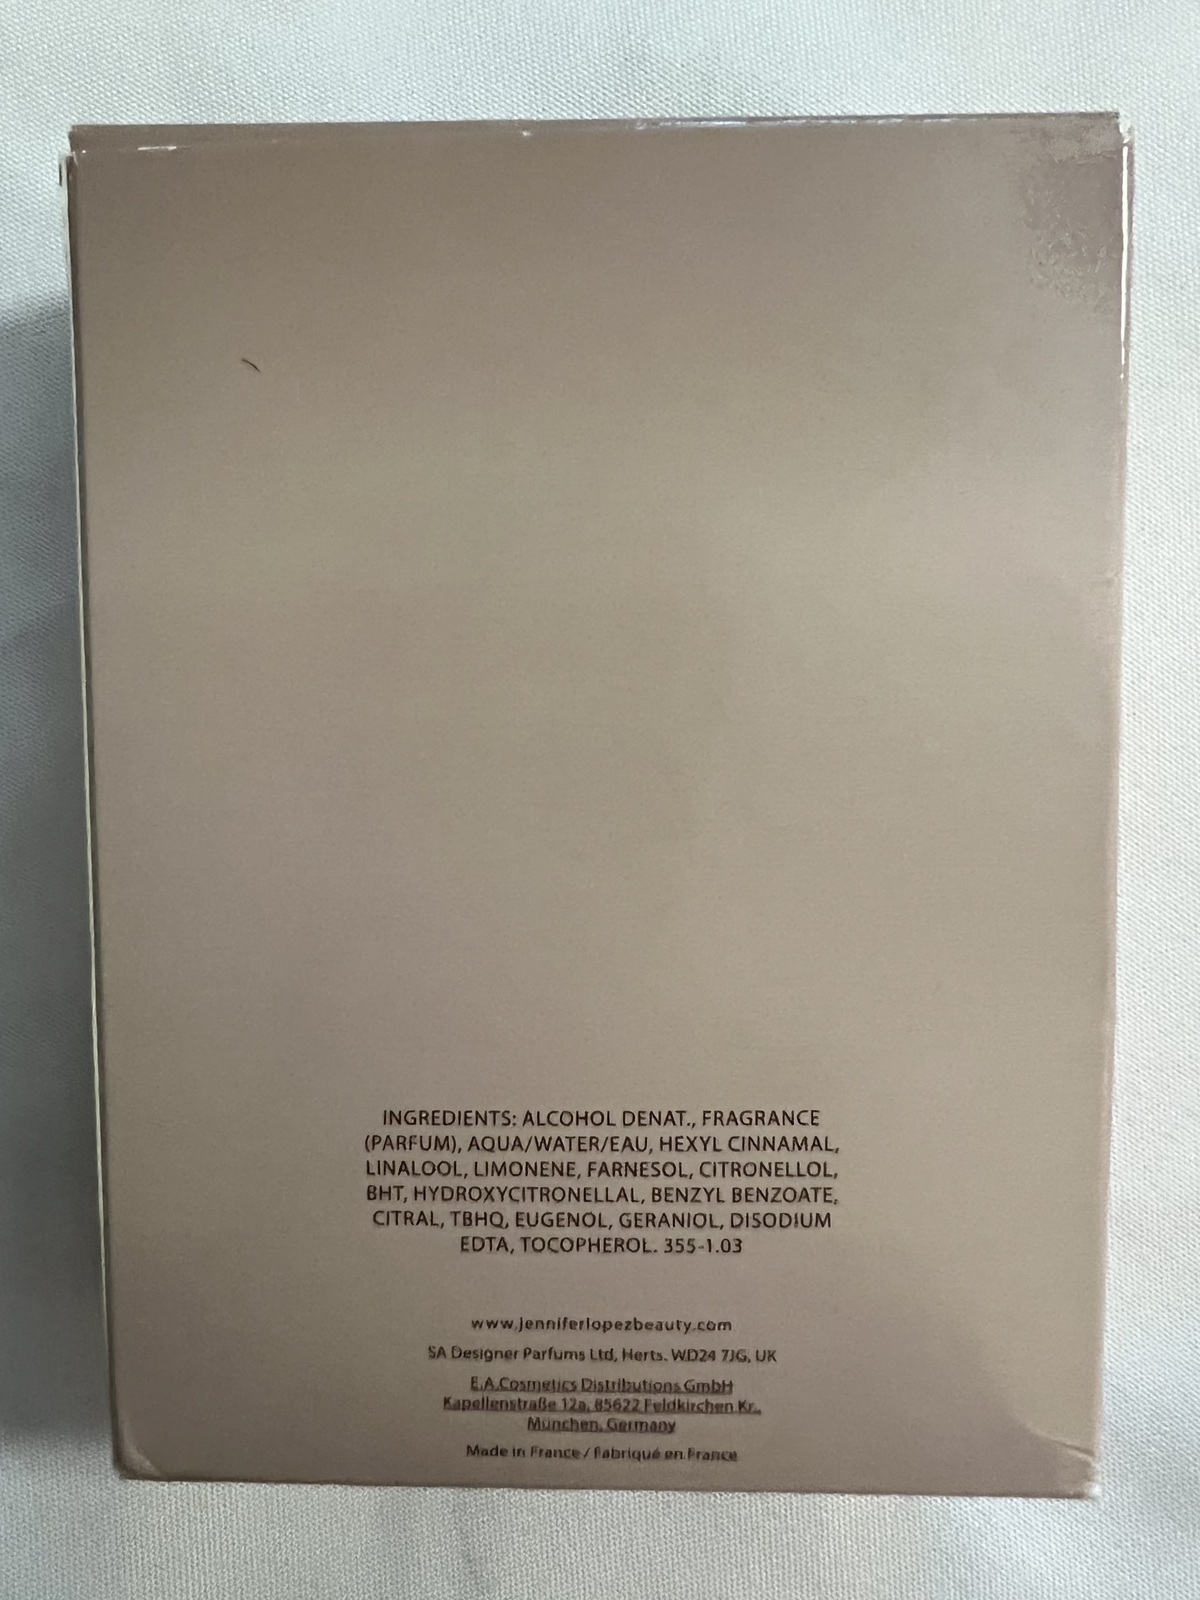 INGREDIENTS: ALCOHOL DENAT., FRAGRANCE
(PARFUM), AQUA/WATER/EAU, HEXYL CINNAMAL,
LINALOOL, LIMONENE, FARNESOL, CITRONELLOL,
BHT, HYDROXYCITRONELLAL, BENZYL BENZOATE,
CITRAL, TBHQ, EUGENOL, GERANIOL, DISODIUM
EDTA, TOCOPHEROL. 355-1.03
www.jenniferlopezbeauty.com
SA Designer Parfums Ltd, Herts. WD24 7JG, UK
E.A.Cosmetics Distributions GmbH
Kapellenstraße 12a, 85622 Feldkirchen Kr.
München, Germany
Made in France / Fabriqué en France